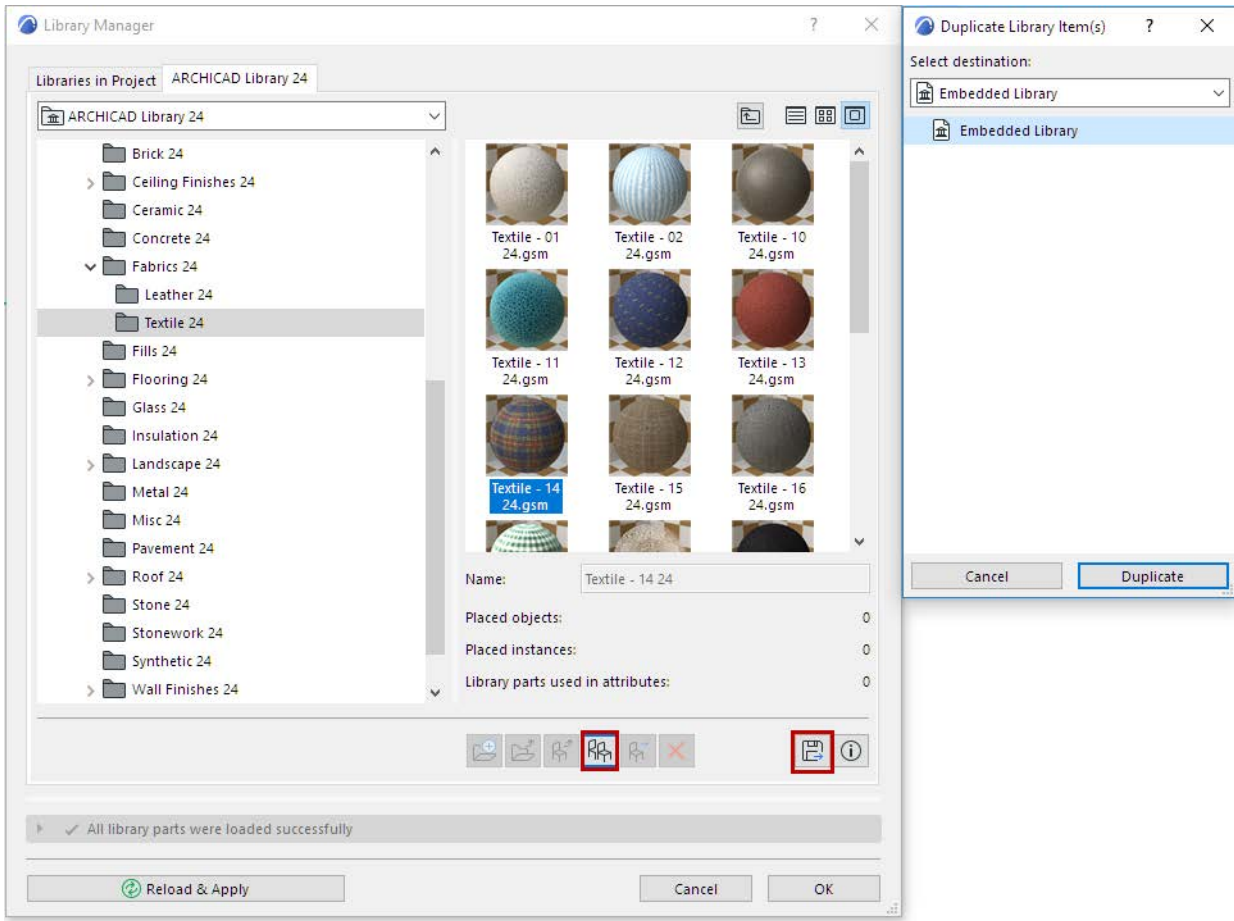 Library Manager
?
Libraries in Project
ARCHICAD Library 24
ARCHICAD Library 24
Brick 24
Ceiling Finishes 24
Ceramic 24
Concrete 24
Fabrics 24
Leather 24
Textile 24
Fills 24
Flooring 24
Glass 24
Insulation 24
Landscape 24
Metal 24
Misc 24
Pavement 24
Roof 24
Stone 24
Stonework 24
Synthetic 24
Wall Finishes 24
Textile - 01
24.gsm
Textile - 02
24.gsm
Textile - 10
24.gsm
Textile - 11
24.gsm
Textile - 12
24.gsm
Textile - 13
24.gsm
Textile - 14
24.gsm
Textile - 15
24.gsm
Textile - 16
24.gsm
Name: Textile - 14 24
Placed objects: 0
Placed instances: 0
Library parts used in attributes: 0
All library parts were loaded successfully
Reload & Apply
Cancel
OK
Duplicate Library Item(s)
?
Select destination:
Embedded Library
Embedded Library
Cancel
Duplicate